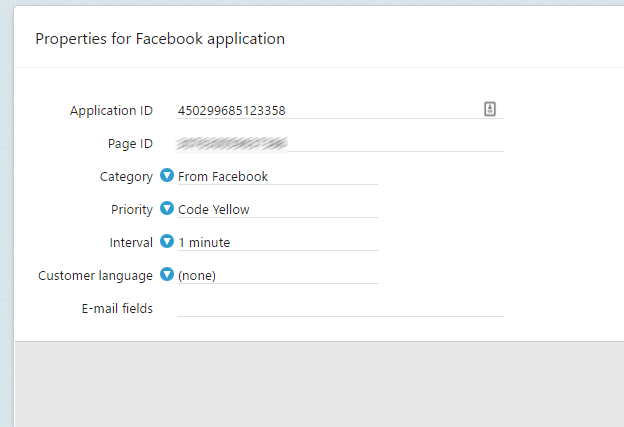 Properties for Facebook application
Application ID 450299685123358
Page ID
Category From Facebook
Priority Code Yellow
Interval 1 minute
Customer language (none)
E-mail fields